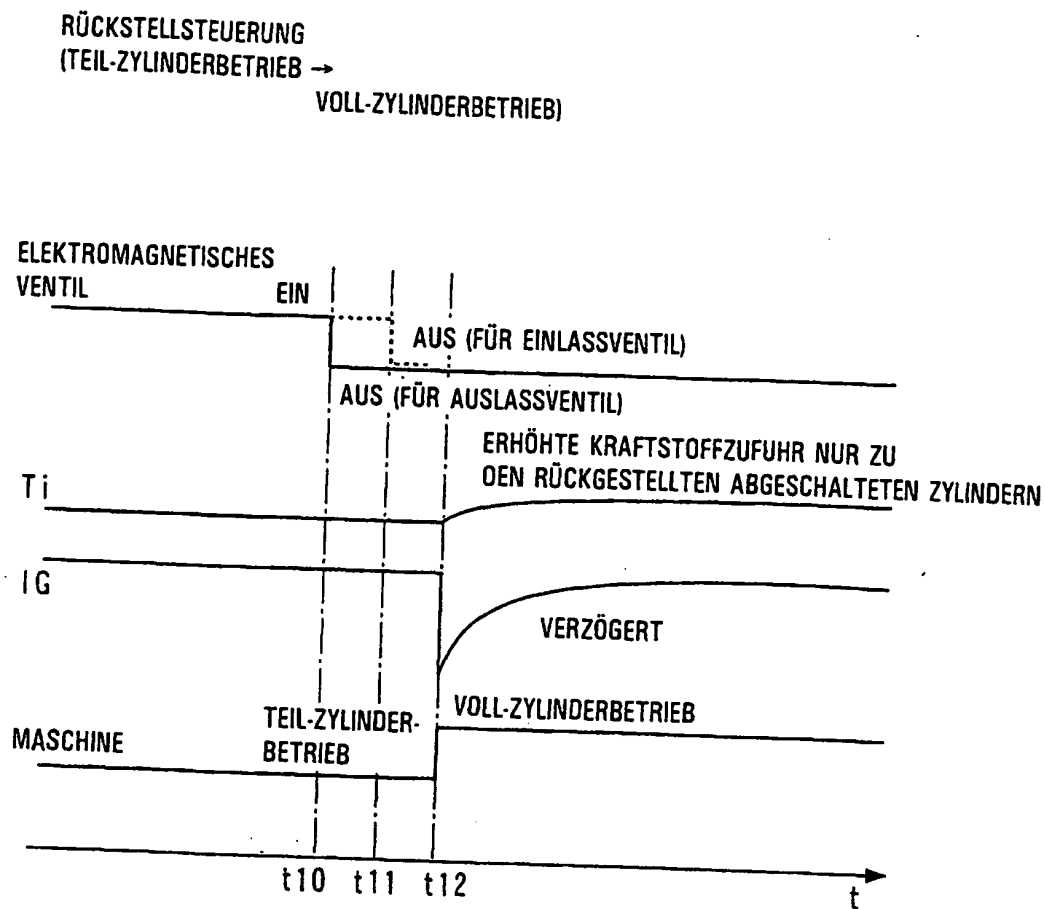 RÜCKSTELLSTEUERUNG
(TEIL-ZYLINDERBETRIEB →
VOLL-ZYLINDERBETRIEB)
ELEKTROMAGNETISCHES
VENTIL
EIN
AUS (FÜR EINLASSVENTIL)
AUS (FÜR AUSLASSVENTIL)
ERHÖHTE KRAFTSTOFFZUFUHR NUR ZU
DEN RÜCKGESTELLTEN ABGESCHALTETEN ZYLINDERN
Ti
IG
VERZÖGERT
TEIL-ZYLINDER-
BETRIEB
VOLL-ZYLINDERBETRIEB
MASCHINE
t10 t11 t12
t